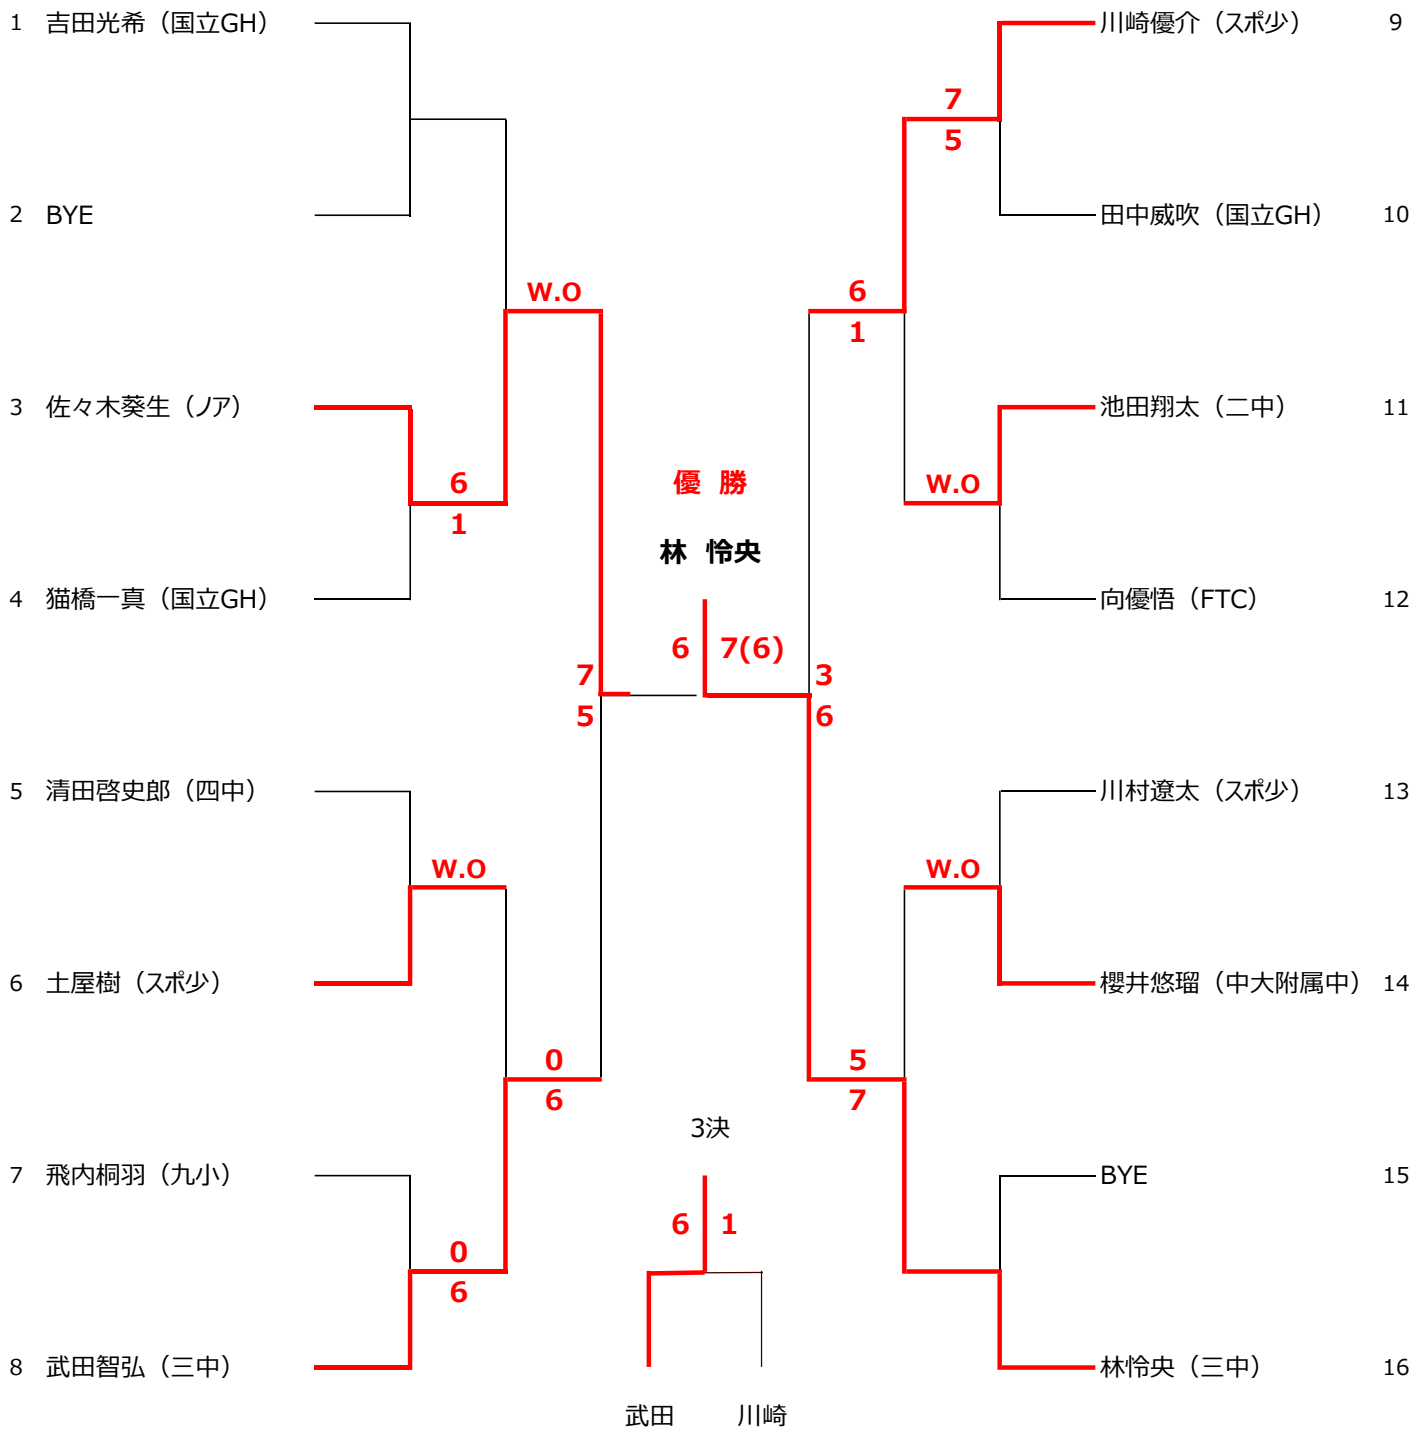 1 吉田光希（国立GH）
川崎優介（スポ少） 9
7
5
2 BYE
田中威吹（国立GH） 10
W.O
6
1
3 佐々木葵生（ノア）
池田翔太（二中） 11
6
1
優 勝
W.O
林 怜央
4 猫橋一真（国立GH）
向優悟（FTC） 12
6 7(6)
7
5
3
6
5 清田啓史郎（四中）
川村遼太（スポ少） 13
W.O
W.O
6 土屋樹（スポ少）
櫻井悠瑠（中大附属中） 14
0
6
5
7
3決
7 飛内桐羽（九小）
BYE 15
6 1
0
6
8 武田智弘（三中）
林怜央（三中） 16
武田 川崎